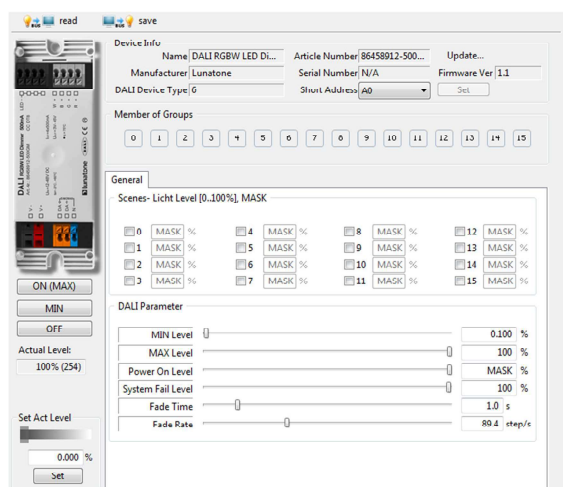 read save
Device Info
Name DALI RGBW LED Di... Article Number 86458912-500... Update...
Manufacturer Lunatone Serial Number N/A Firmware Ver 1.1
DALI Device Type 6 Short Address A0 Set
Member of Groups
0 1 2 3 4 5 6 7 8 9 10 11 12 13 14 15
General
Scenes- Licht Level [0..100%], MASK
0 MASK % 4 MASK % 8 MASK % 12 MASK %
1 MASK % 5 MASK % 9 MASK % 13 MASK %
2 MASK % 6 MASK % 10 MASK % 14 MASK %
3 MASK % 7 MASK % 11 MASK % 15 MASK %
DALI Parameter
MIN Level 0.100 %
MAX Level 100 %
Power On Level MASK %
System Fail Level 100 %
Fade Time 1.0 s
Fade Rate 89.4 step/s
DALI RGBW LED Dimmer 500mA
lunatone
ON (MAX)
MIN
OFF
Actual Level:
100% (254)
Set Act Level
0.000 %
Set